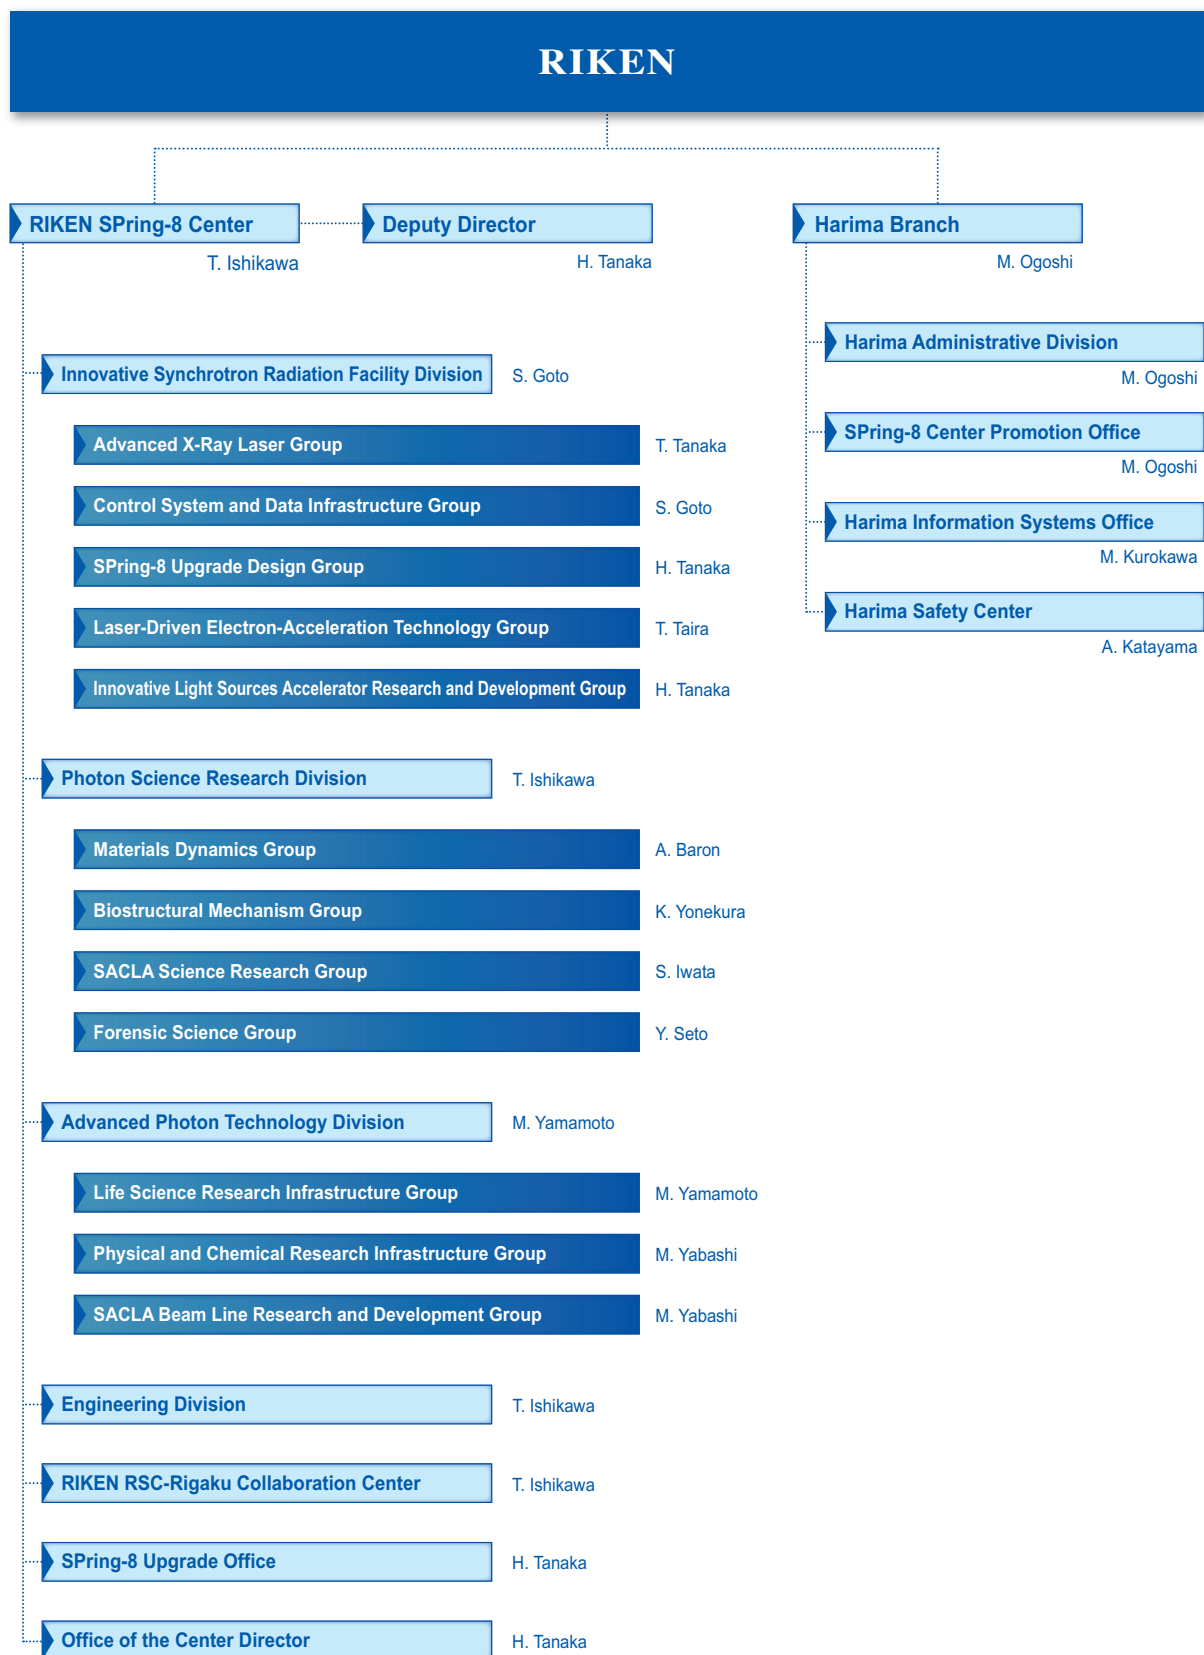 RIKEN
RIKEN SPring-8 Center
T. Ishikawa
Deputy Director
H. Tanaka
Innovative Synchrotron Radiation Facility Division
S. Goto
Advanced X-Ray Laser Group
T. Tanaka
Control System and Data Infrastructure Group
S. Goto
SPring-8 Upgrade Design Group
H. Tanaka
Laser-Driven Electron-Acceleration Technology Group
T. Taira
Innovative Light Sources Accelerator Research and Development Group
H. Tanaka
Photon Science Research Division
T. Ishikawa
Materials Dynamics Group
A. Baron
Biostructural Mechanism Group
K. Yonekura
SACLA Science Research Group
S. Iwata
Forensic Science Group
Y. Seto
Advanced Photon Technology Division
M. Yamamoto
Life Science Research Infrastructure Group
M. Yamamoto
Physical and Chemical Research Infrastructure Group
M. Yabashi
SACLA Beam Line Research and Development Group
M. Yabashi
Engineering Division
T. Ishikawa
RIKEN RSC-Rigaku Collaboration Center
T. Ishikawa
SPring-8 Upgrade Office
H. Tanaka
Office of the Center Director
H. Tanaka
Harima Branch
M. Ogoshi
Harima Administrative Division
M. Ogoshi
SPring-8 Center Promotion Office
M. Ogoshi
Harima Information Systems Office
M. Kurokawa
Harima Safety Center
A. Katayama